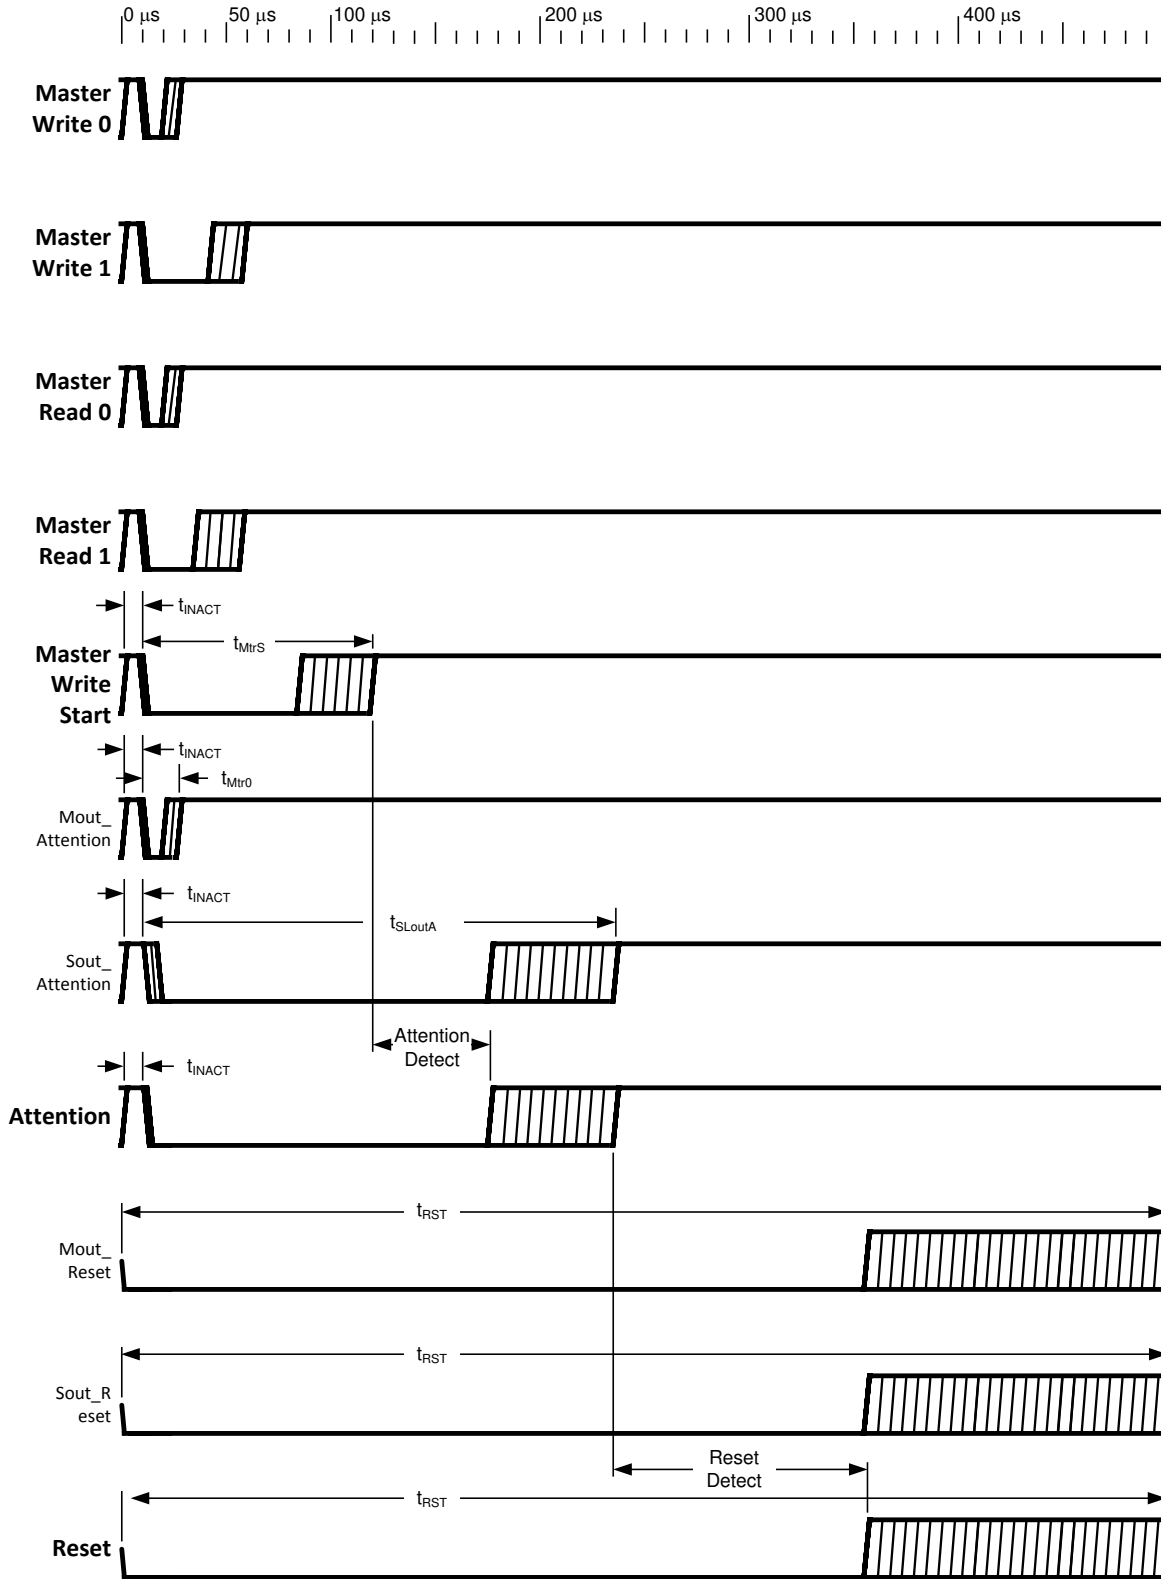 0 μs 50 μs 100 μs 200 μs 300 μs 400 μs
Master
Write 0
Master
Write 1
Master
Read 0
Master
Read 1
tINACT
tMtrS
Master
Write
Start
tINACT
tMtr0
Mout_
Attention
tINACT
tSLoutA
Sout_
Attention
Attention
Detect
tINACT
Attention
tRST
Mout_
Reset
tRST
Sout_R
eset
Reset
Detect
tRST
Reset